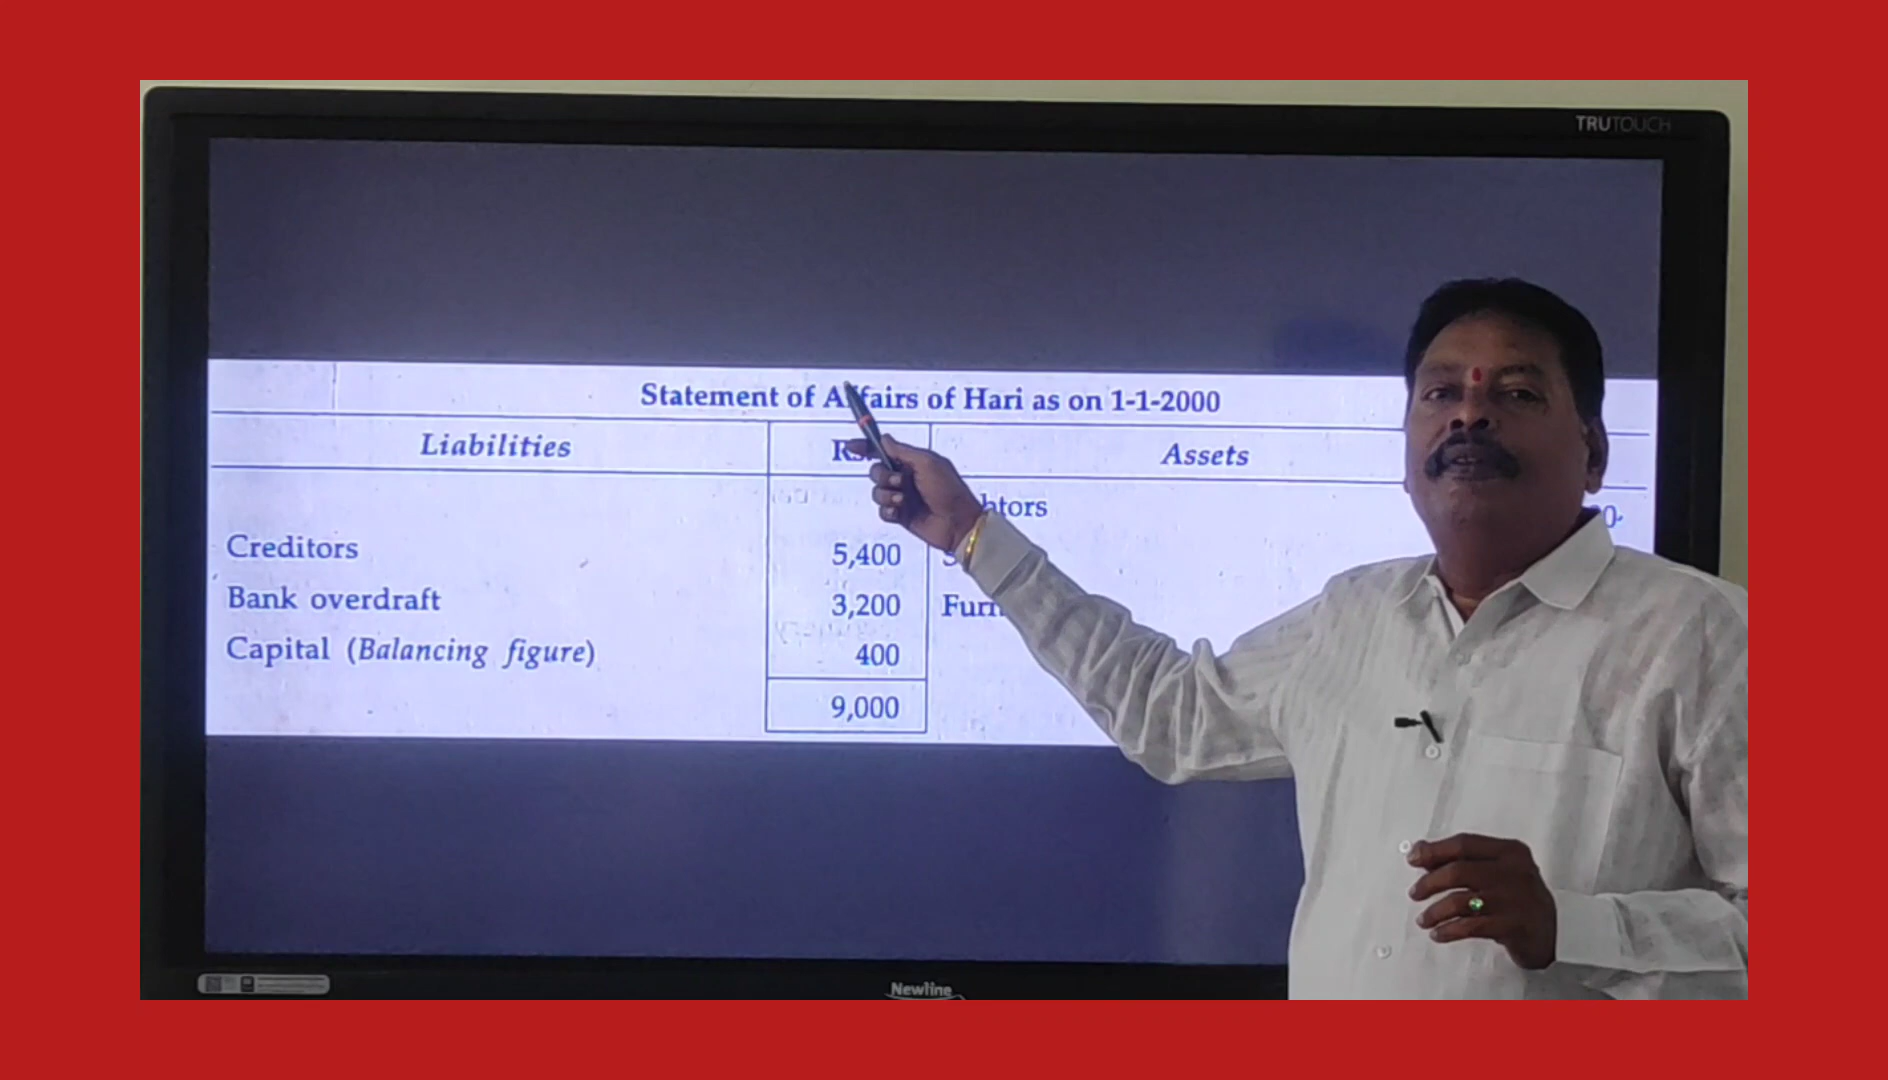 TRUTOUCH
Statement of Affairs of Hari as on 1-1-2000
Liabilities Assets
Creditors 5,400
Bank overdraft 3,200
Capital (Balancing figure) 400
9,000
Newline